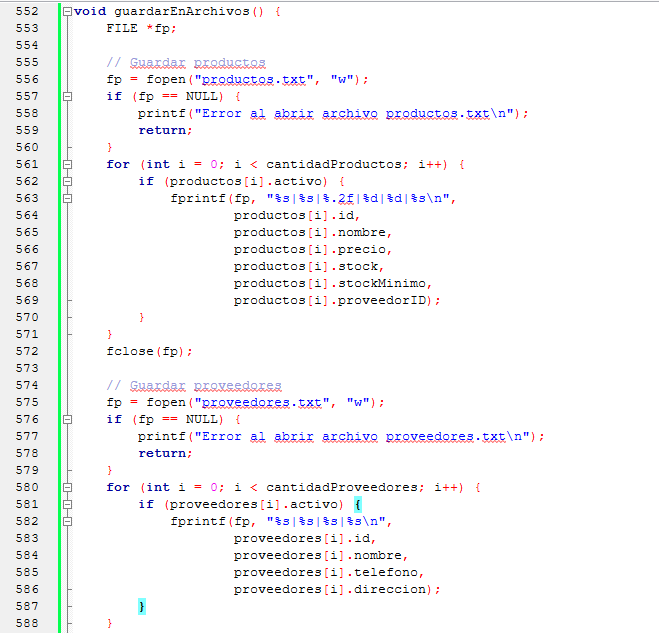 552 void guardarEnArchivos() {
553     FILE *fp;
554
555     // Guardar productos
556     fp = fopen("productos.txt", "w");
557     if (fp == NULL) {
558         printf("Error al abrir archivo productos.txt\n");
559         return;
560     }
561     for (int i = 0; i < cantidadProductos; i++) {
562         if (productos[i].activo) {
563             fprintf(fp, "%s|%s|%.2f|%d|%d|%s\n",
564                     productos[i].id,
565                     productos[i].nombre,
566                     productos[i].precio,
567                     productos[i].stock,
568                     productos[i].stockMinimo,
569                     productos[i].proveedorID);
570         }
571     }
572     fclose(fp);
573
574     // Guardar proveedores
575     fp = fopen("proveedores.txt", "w");
576     if (fp == NULL) {
577         printf("Error al abrir archivo proveedores.txt\n");
578         return;
579     }
580     for (int i = 0; i < cantidadProveedores; i++) {
581         if (proveedores[i].activo) {
582             fprintf(fp, "%s|%s|%s|%s\n",
583                     proveedores[i].id,
584                     proveedores[i].nombre,
585                     proveedores[i].telefono,
586                     proveedores[i].direccion);
587         }
588     }